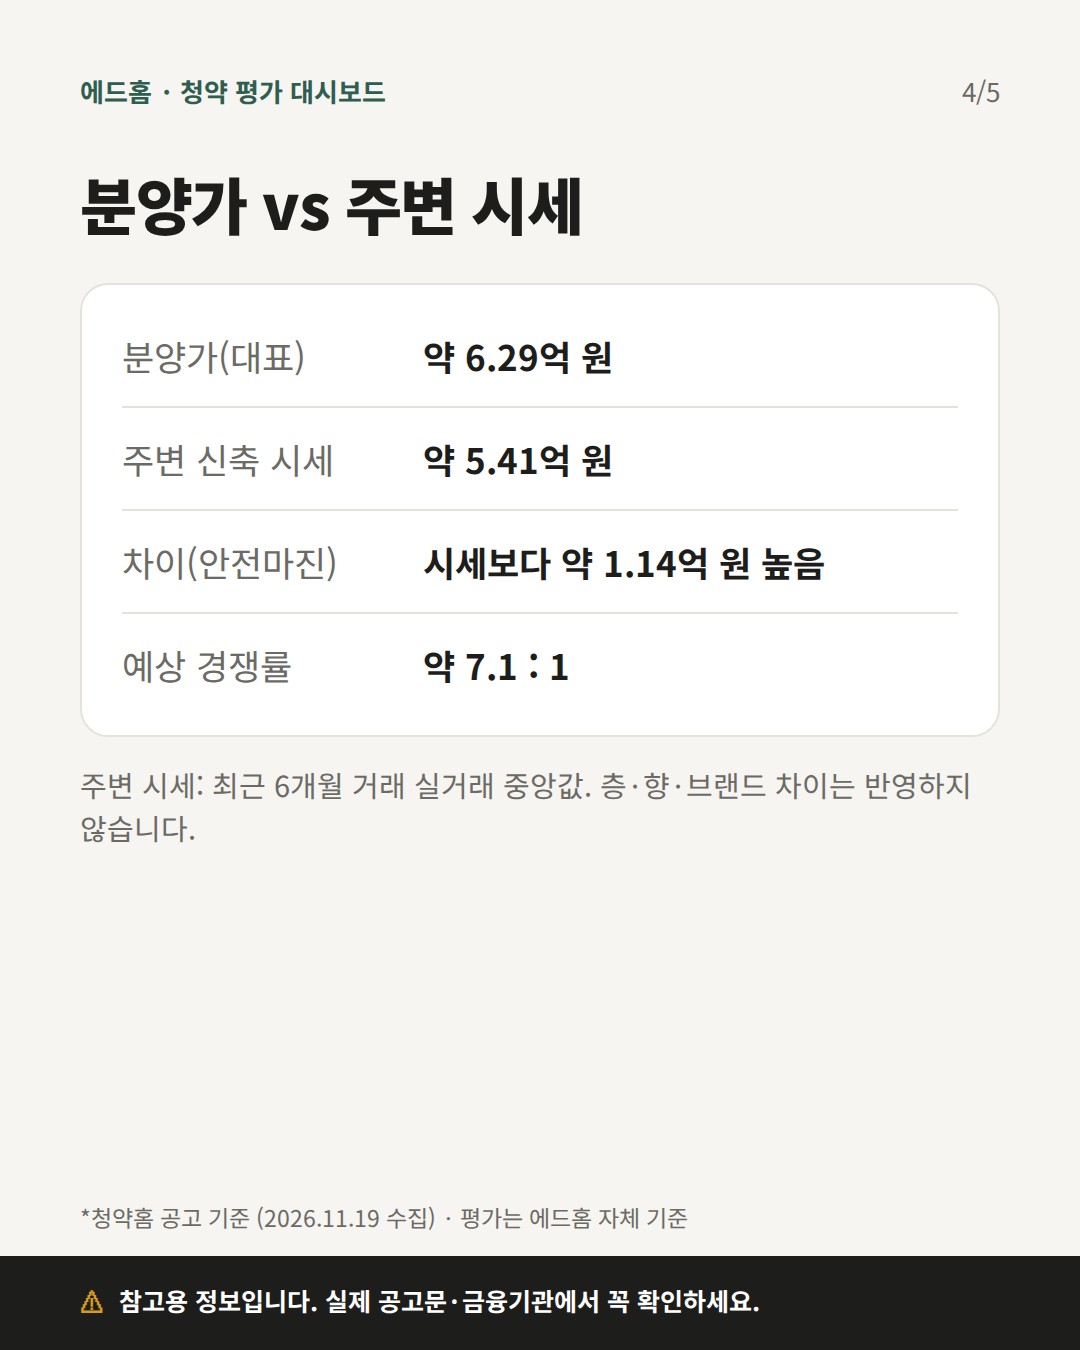 에드홈 · 청약 평가 대시보드
4/5
분양가 vs 주변 시세
분양가(대표) 약 6.29억 원
주변 신축 시세 약 5.41억 원
차이(안전마진) 시세보다 약 1.14억 원 높음
예상 경쟁률 약 7.1 : 1
주변 시세: 최근 6개월 거래 실거래 중앙값. 층·향·브랜드 차이는 반영하지
않습니다.
*청약홈 공고 기준 (2026.11.19 수집) · 평가는 에드홈 자체 기준
⚠ 참고용 정보입니다. 실제 공고문·금융기관에서 꼭 확인하세요.